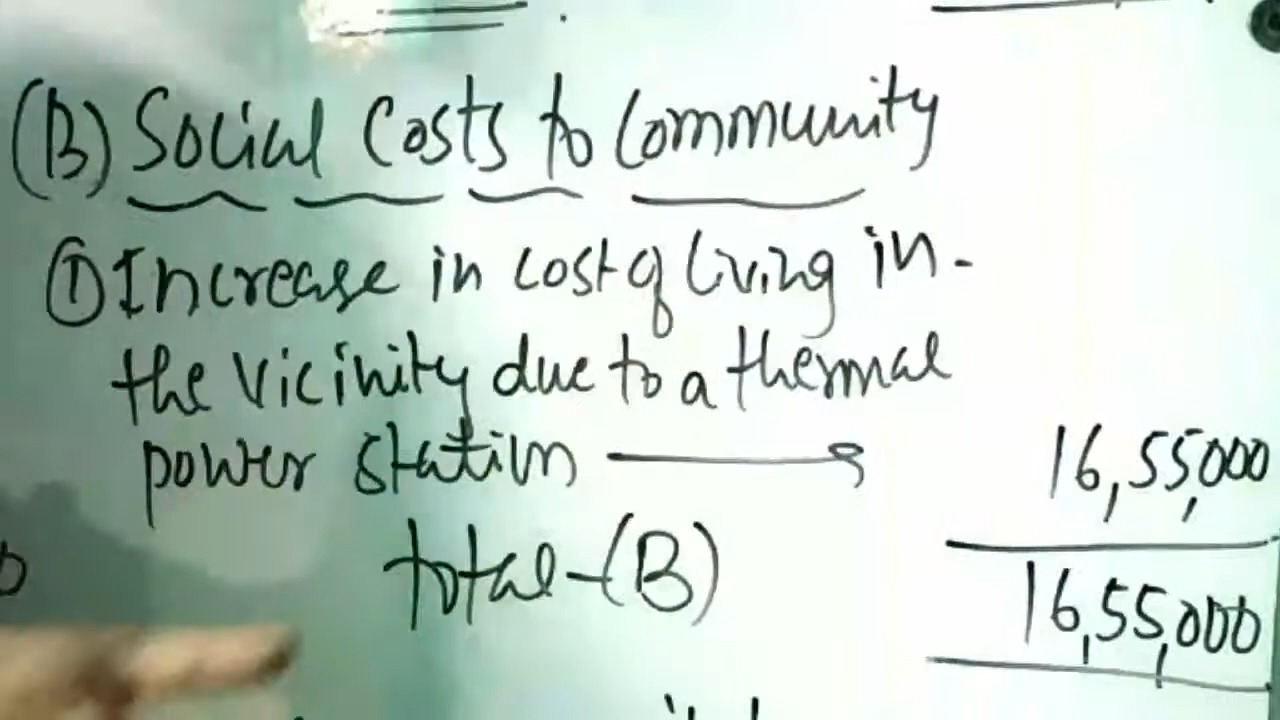 (B) Social Costs to Community
① Increase in cost of living in -
the vicinity due to a thermal
power station → 16,55,000
total-(B) 16,55,000